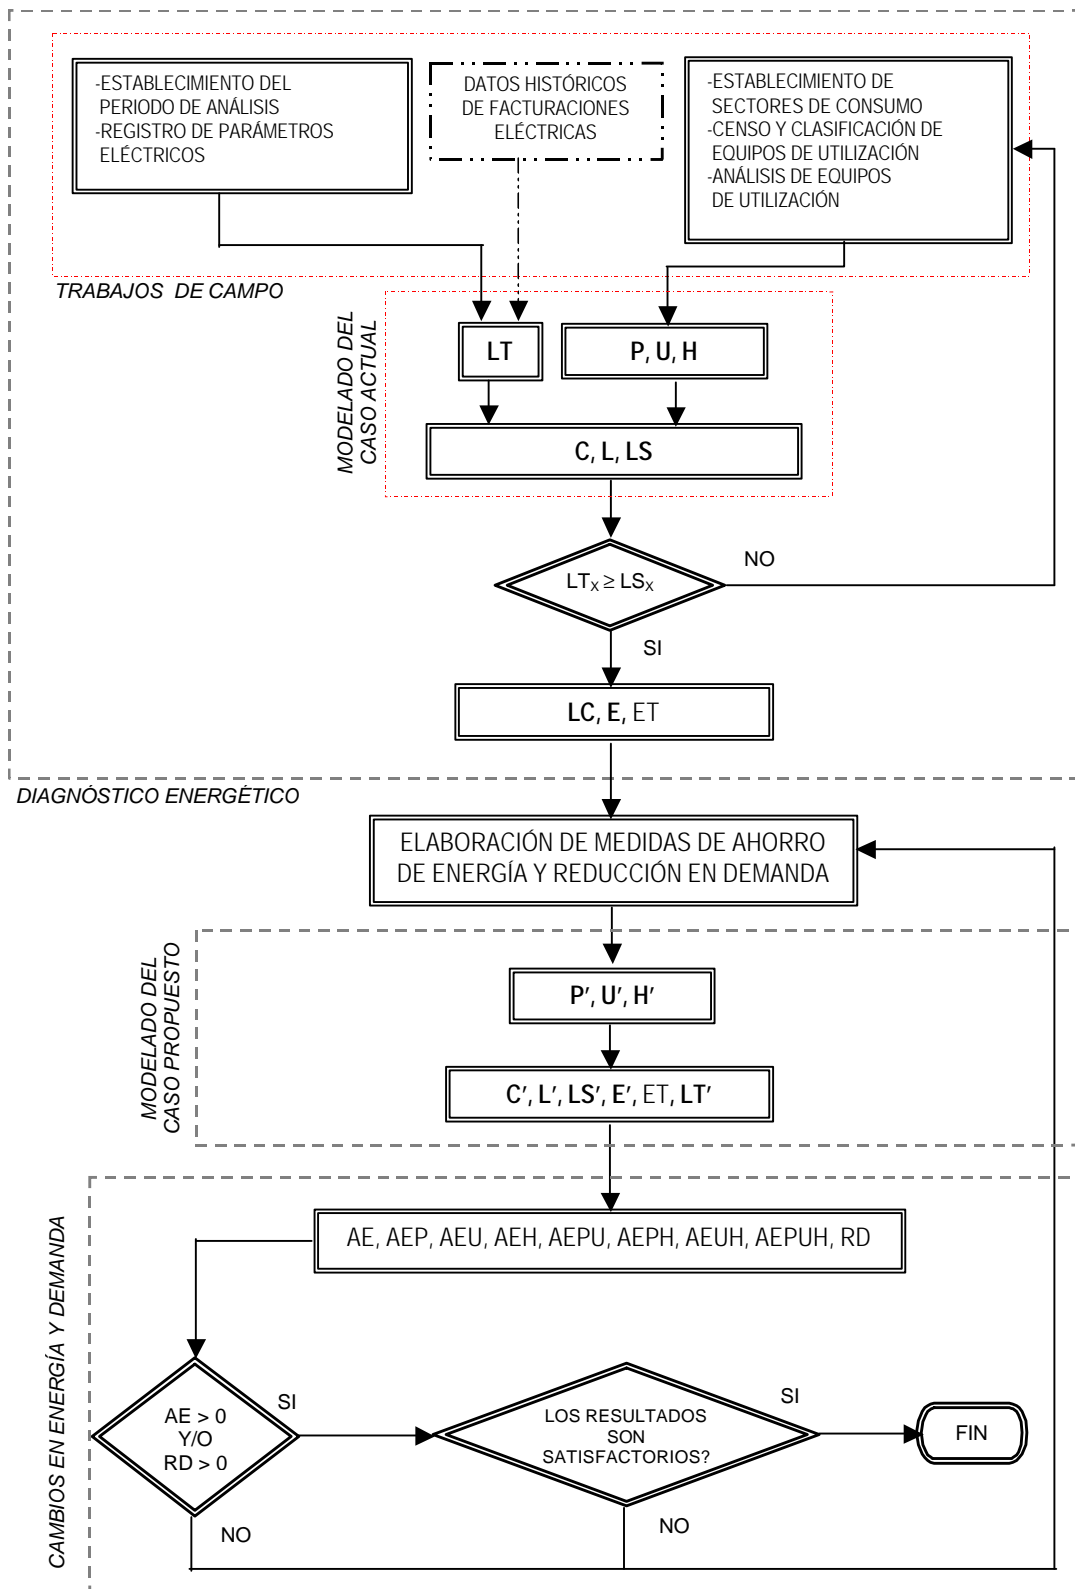 -ESTABLECIMIENTO DEL
PERIODO DE ANÁLISIS
-REGISTRO DE PARÁMETROS
ELÉCTRICOS
DATOS HISTÓRICOS
DE FACTURACIONES
ELÉCTRICAS
-ESTABLECIMIENTO DE
SECTORES DE CONSUMO
-CENSO Y CLASIFICACIÓN DE
EQUIPOS DE UTILIZACIÓN
-ANÁLISIS DE EQUIPOS
DE UTILIZACIÓN
TRABAJOS DE CAMPO
MODELADO DEL
CASO ACTUAL
LT
P, U, H
C, L, LS
LTX ≥ LSX
NO
SI
LC, E, ET
DIAGNÓSTICO ENERGÉTICO
ELABORACIÓN DE MEDIDAS DE AHORRO
DE ENERGÍA Y REDUCCIÓN EN DEMANDA
MODELADO DEL
CASO PROPUESTO
P', U', H'
C', L', LS', E', ET, LT'
CAMBIOS EN ENERGÍA Y DEMANDA
AE, AEP, AEU, AEH, AEPU, AEPH, AEUH, AEPUH, RD
AE > 0
Y/O
RD > 0
SI
NO
LOS RESULTADOS
SON
SATISFACTORIOS?
SI
NO
FIN